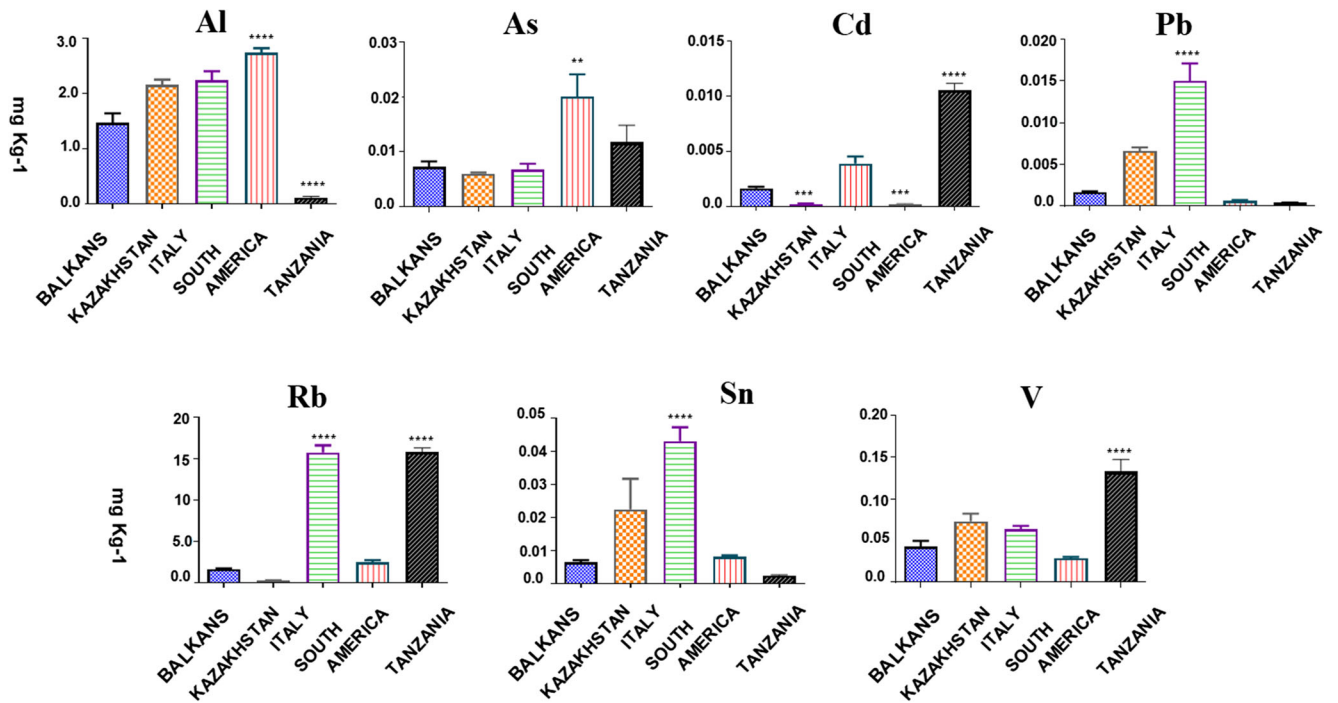 Al
3.0
2.0
1.0
0.0
mg Kg-1
****
****
BALKANS
KAZAKHSTAN
ITALY
SOUTH
AMERICA
TANZANIA
As
0.03
0.02
0.01
0.00
**
BALKANS
KAZAKHSTAN
ITALY
SOUTH
AMERICA
TANZANIA
Cd
0.015
0.010
0.005
0.000
***
***
****
BALKANS
KAZAKHSTAN
ITALY
SOUTH
AMERICA
TANZANIA
Pb
0.020
0.015
0.010
0.005
0.000
****
BALKANS
KAZAKHSTAN
ITALY
SOUTH
AMERICA
TANZANIA
Rb
20
15
10
5.0
0.0
mg Kg-1
****
****
BALKANS
KAZAKHSTAN
ITALY
SOUTH
AMERICA
TANZANIA
Sn
0.05
0.04
0.03
0.02
0.01
0.0
****
BALKANS
KAZAKHSTAN
ITALY
SOUTH
AMERICA
TANZANIA
V
0.20
0.15
0.10
0.05
0.0
****
BALKANS
KAZAKHSTAN
ITALY
SOUTH
AMERICA
TANZANIA